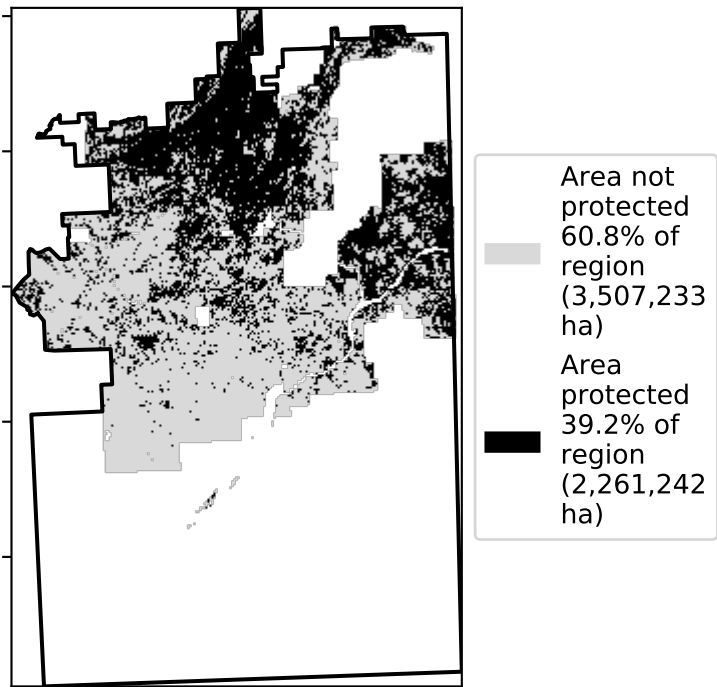 Area not
protected
60.8% of
region
(3,507,233
ha)
Area
protected
39.2% of
region
(2,261,242
ha)